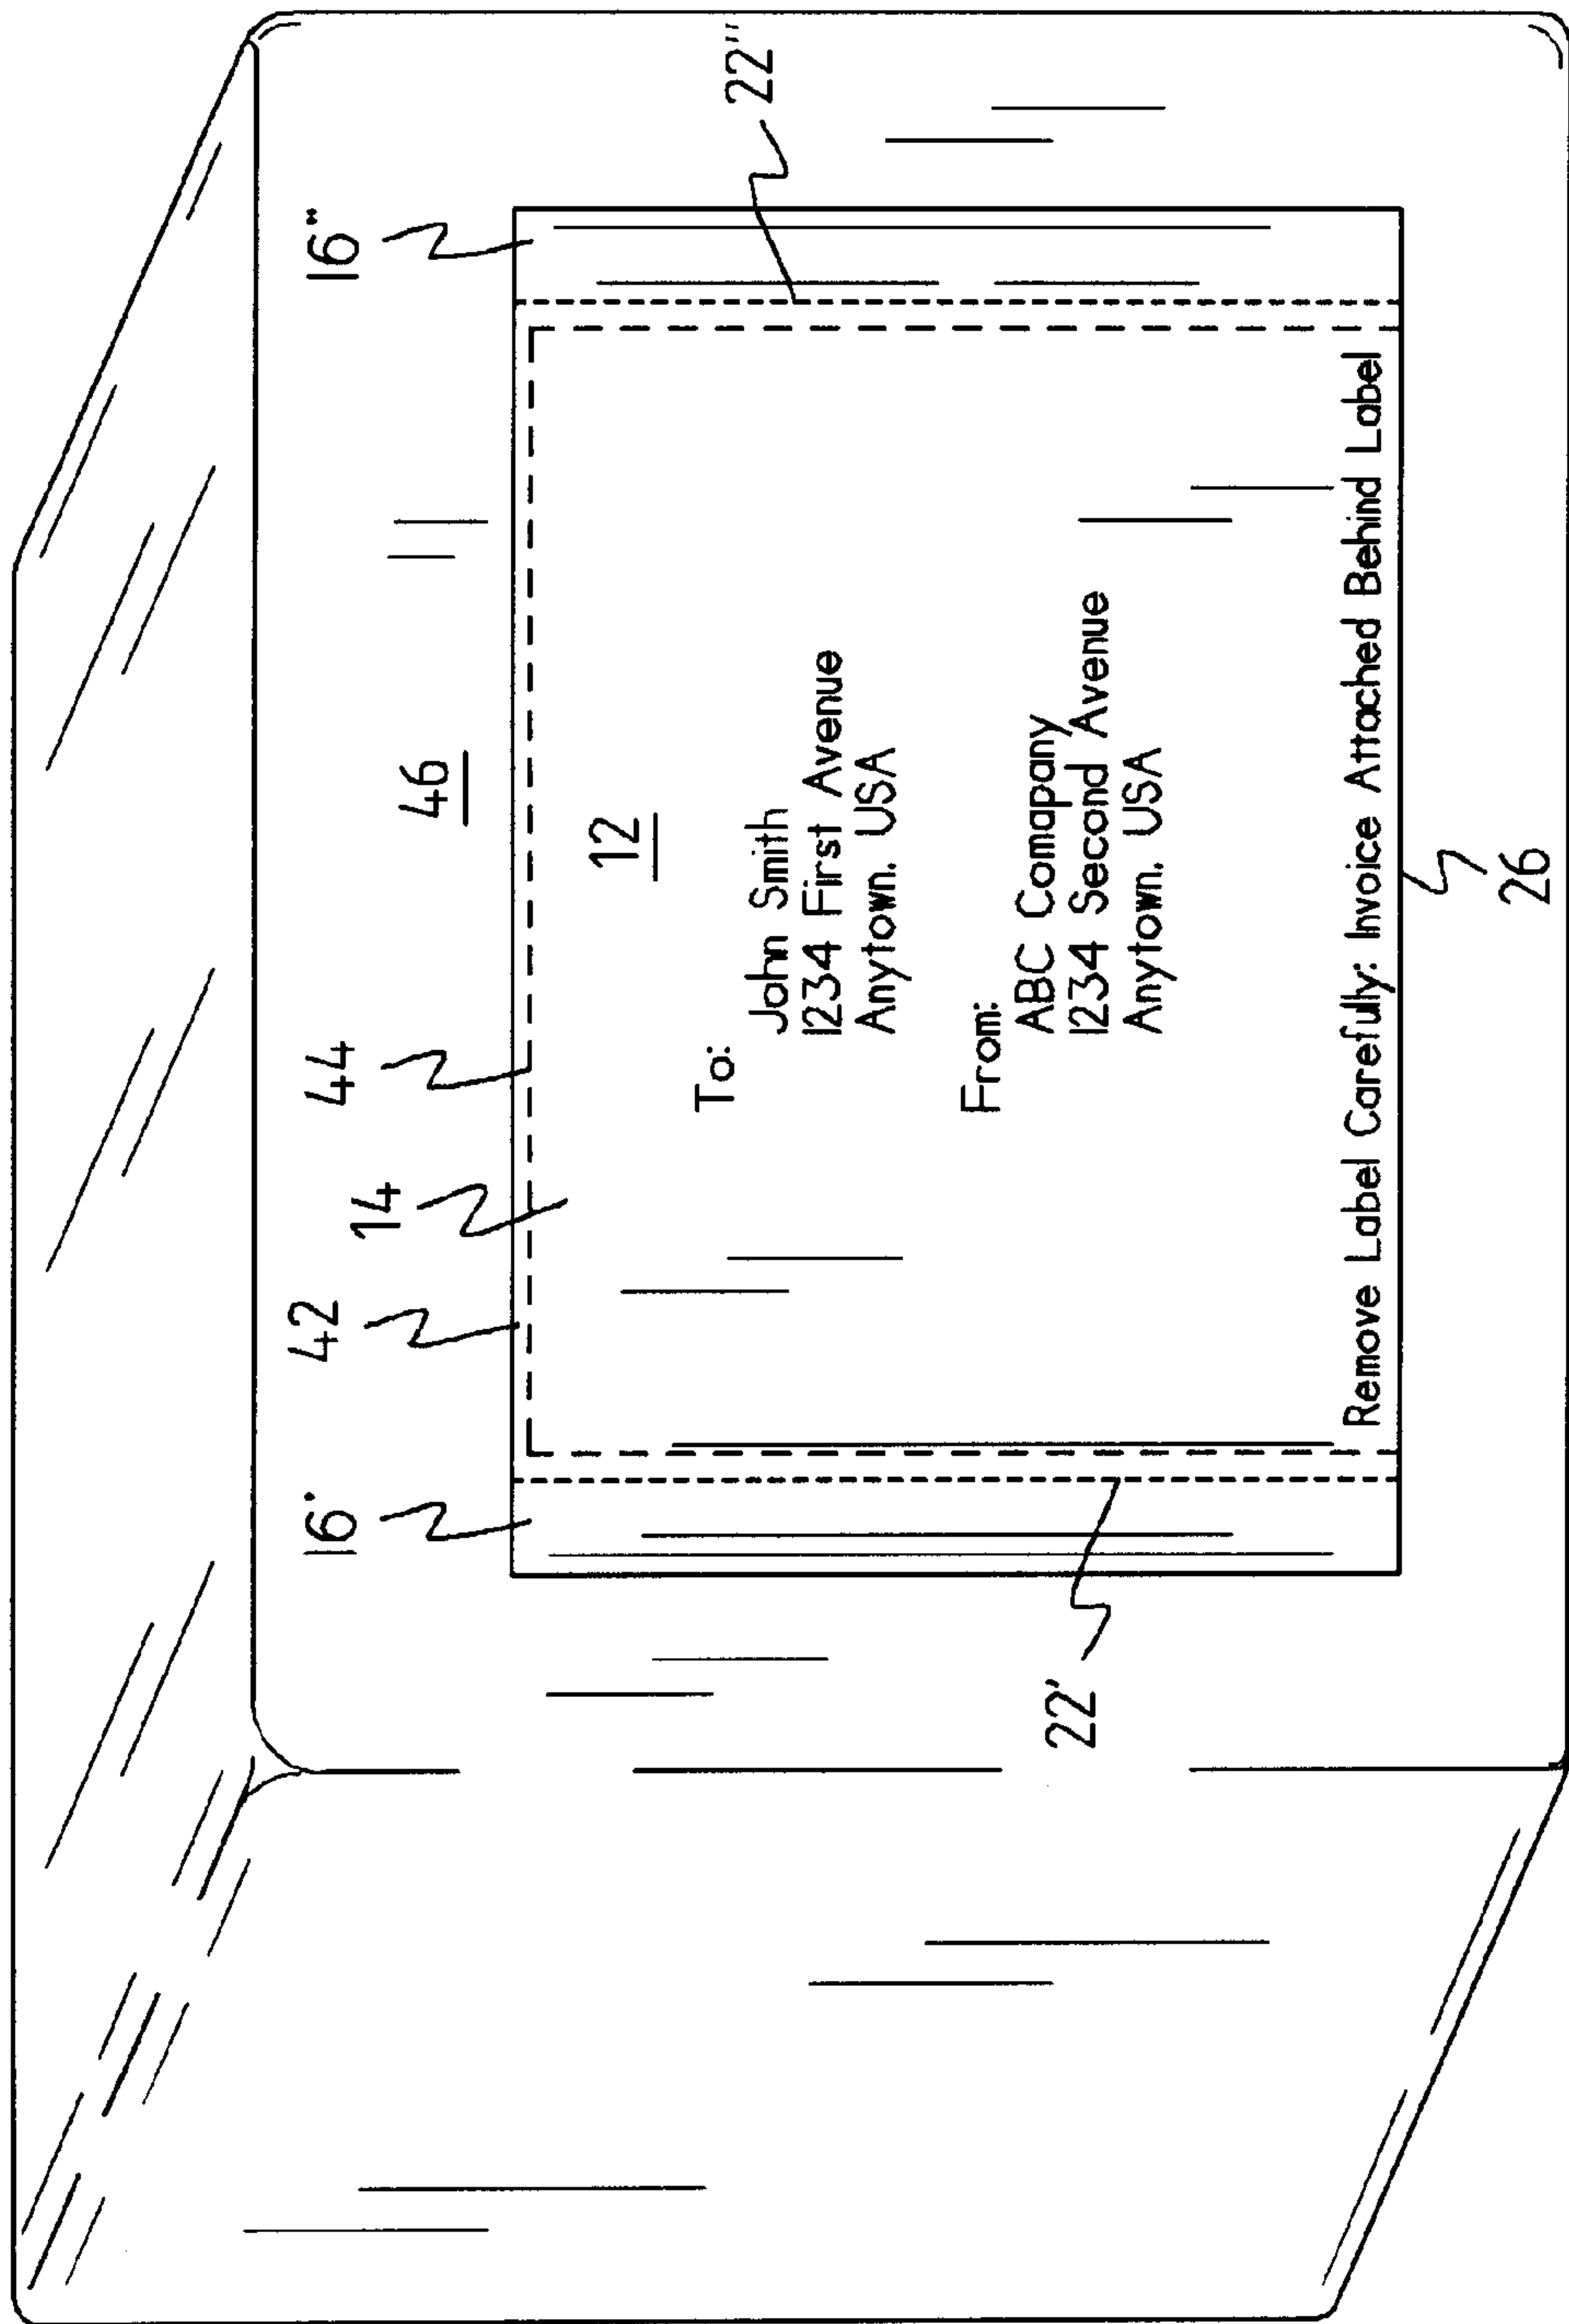 16' 42 14 44 16"
46
12
22"
To:
John Smith
1234 First Avenue
Anytown. USA
From:
ABC Comapany
1234 Second Avenue
Anytown. USA
22'
Remove Label Carefully: Invoice Attached Behind Label
26